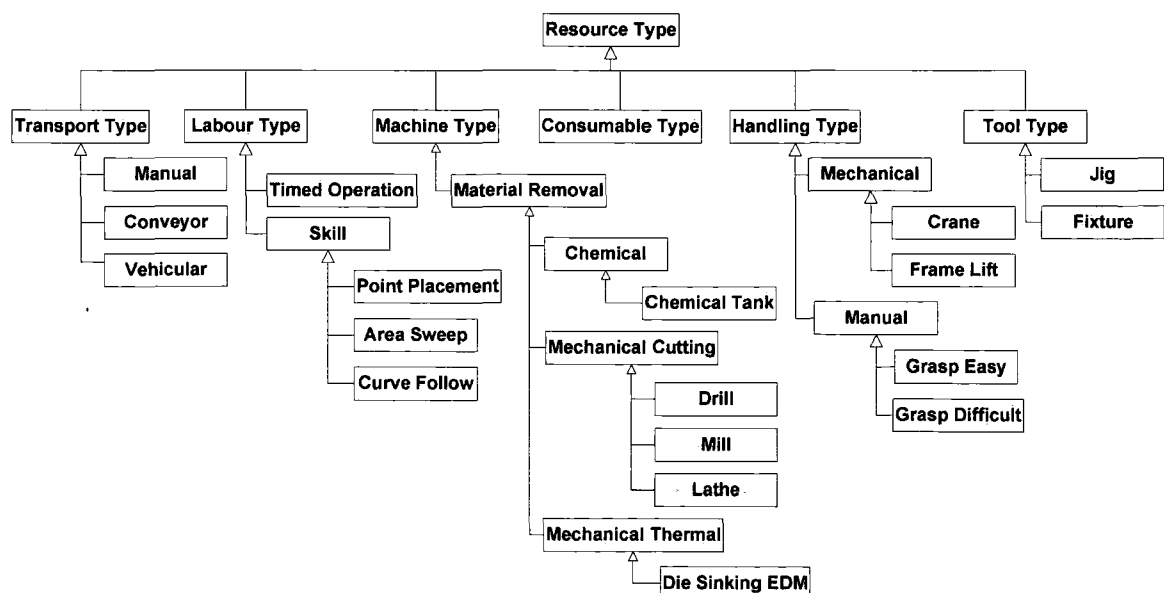 Resource Type
Transport Type
Labour Type
Machine Type
Consumable Type
Handling Type
Tool Type
Manual
Conveyor
Vehicular
Timed Operation
Skill
Point Placement
Area Sweep
Curve Follow
Material Removal
Chemical
Chemical Tank
Mechanical Cutting
Drill
Mill
Lathe
Mechanical Thermal
Die Sinking EDM
Mechanical
Crane
Frame Lift
Manual
Grasp Easy
Grasp Difficult
Jig
Fixture